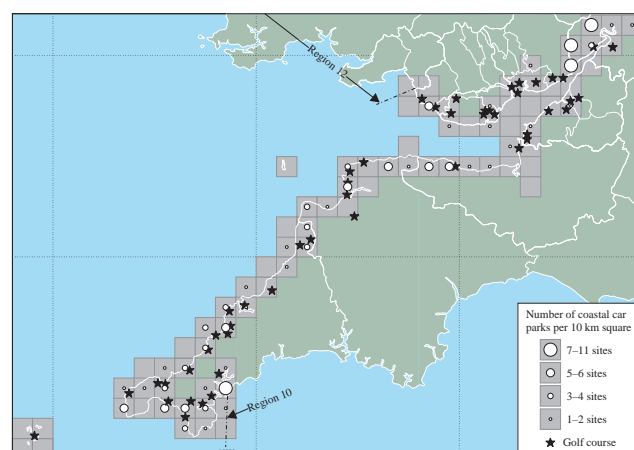 Region 12
Region 10
Number of coastal car
parks per 10 km square
7–11 sites
5–6 sites
3–4 sites
1–2 sites
Golf course